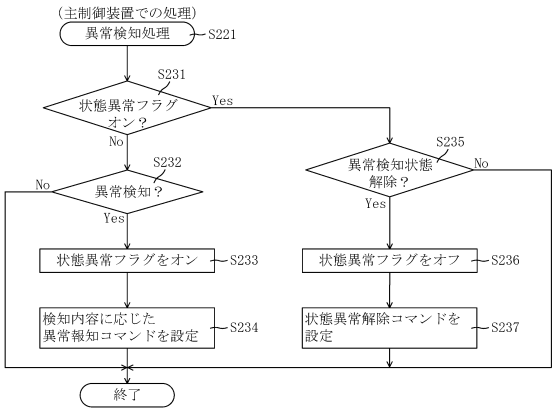 (主制御装置での処理)
異常検知処理
S221
S231
状態異常フラグ
オン?
Yes
No
S232
異常検知?
No
Yes
S235
異常検知状態
解除?
No
Yes
状態異常フラグをオン
S233
状態異常フラグをオフ
S236
検知内容に応じた
異常報知コマンドを設定
S234
状態異常解除コマンドを
設定
S237
終了